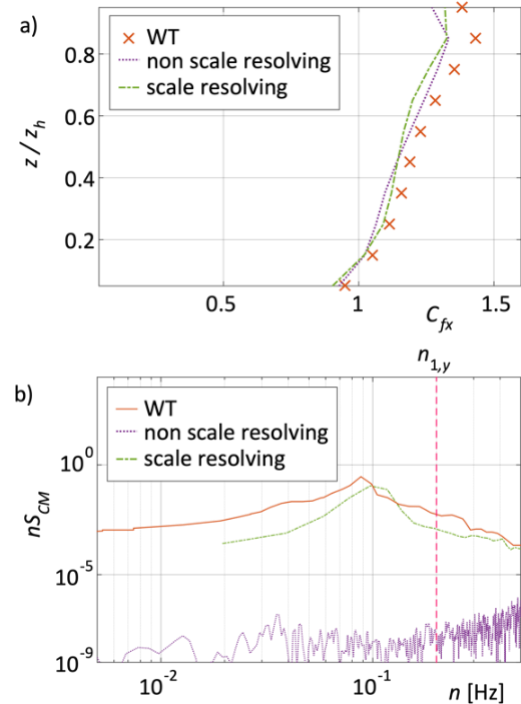 a)
WT
non scale resolving
scale resolving
z / z_h
0.8
0.6
0.4
0.2
0.5
1
1.5
C_fx
n_1,y
b)
WT
non scale resolving
scale resolving
nS_CM
10^0
10^-5
10^-9
10^-2
10^-1
n [Hz]